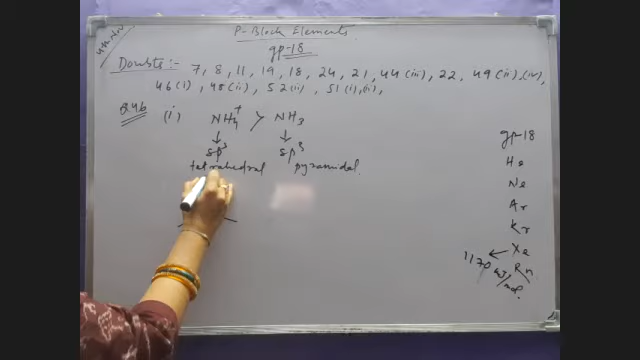 P-Block Elements
gp-18
Doubts:- 7, 8, 11, 19, 18, 24, 21, 44(iii), 22, 49(ii),(iv),
46(i), 48(ii), 52(ii), 51(i),(ii),
Q46 (i) NH4+ > NH3
↓ ↓
sp3 sp3
tetrahedral pyramidal
gp-18
He
Ne
Ar
Kr
1170 kJ/mol. ← Xe
Rn